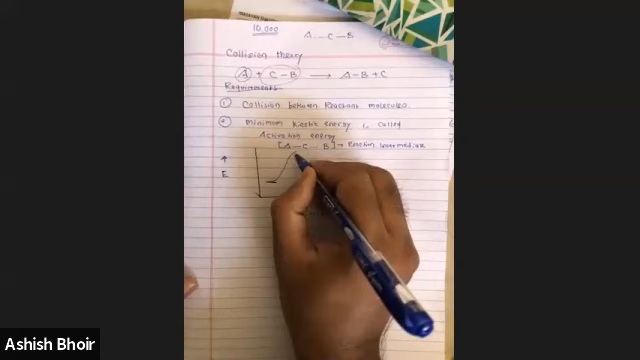 10,000
A ... C - B
Collision theory
A + C - B → A - B + C
Requirements
① Collision between Reactant molecules.
② Minimum Kinetic energy is called
Activation energy
[A ... C ... B] → Reaction intermediate
↑
E
Ashish Bhoir